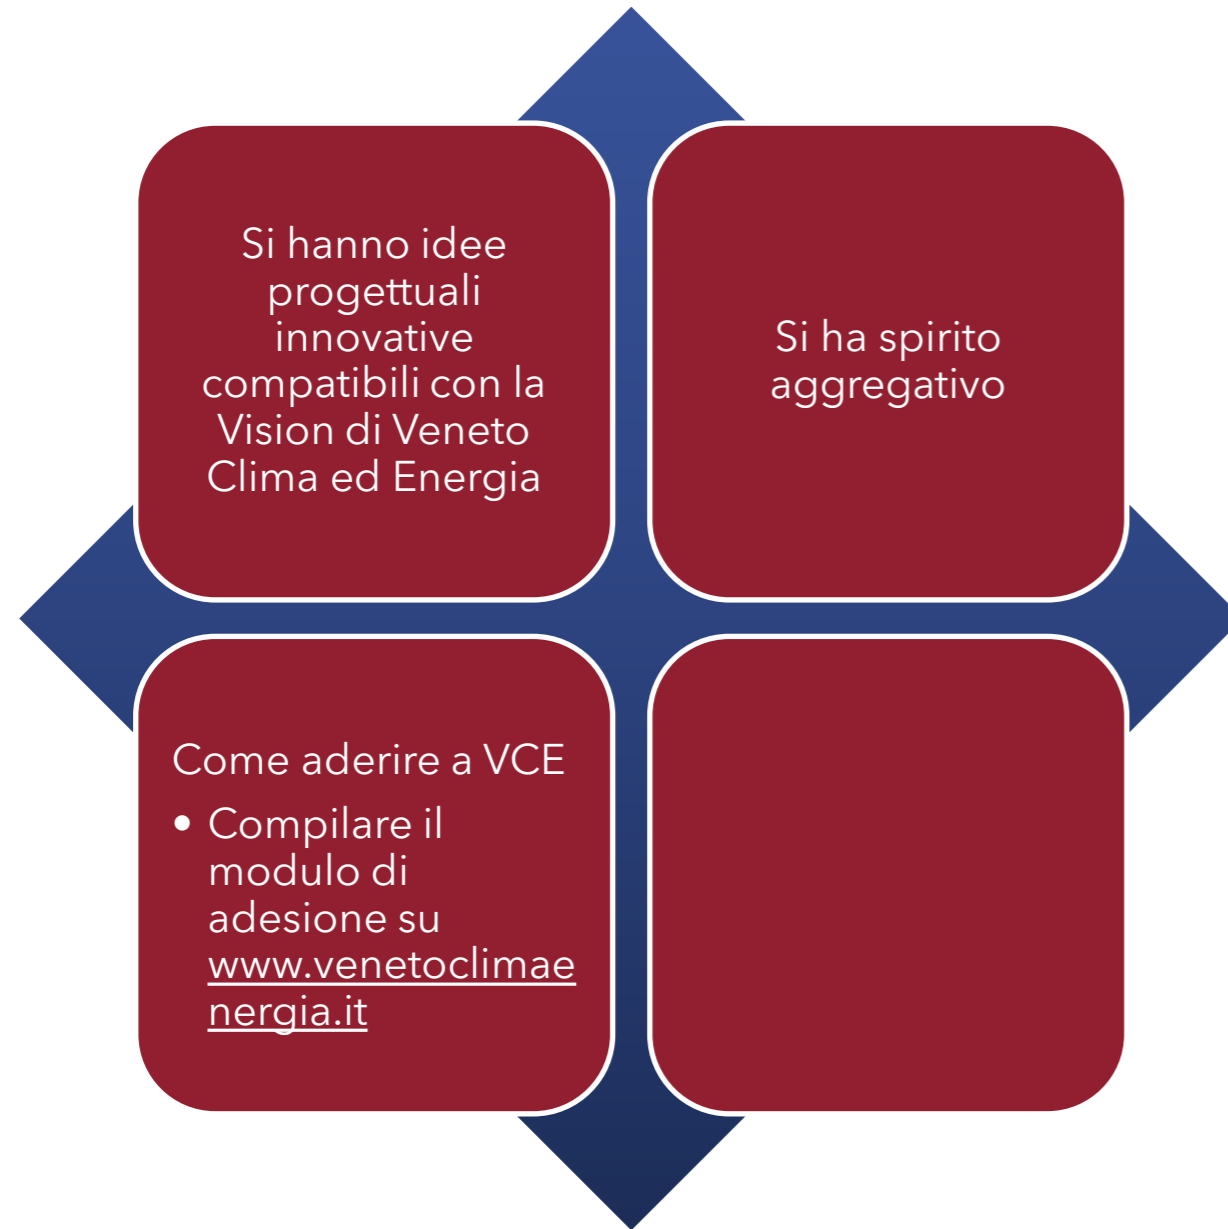 Si hanno idee
progettuali
innovative
compatibili con la
Vision di Veneto
Clima ed Energia
Si ha spirito
aggregativo
Come aderire a VCE
• Compilare il
modulo di
adesione su
www.venetoclimae
nergia.it